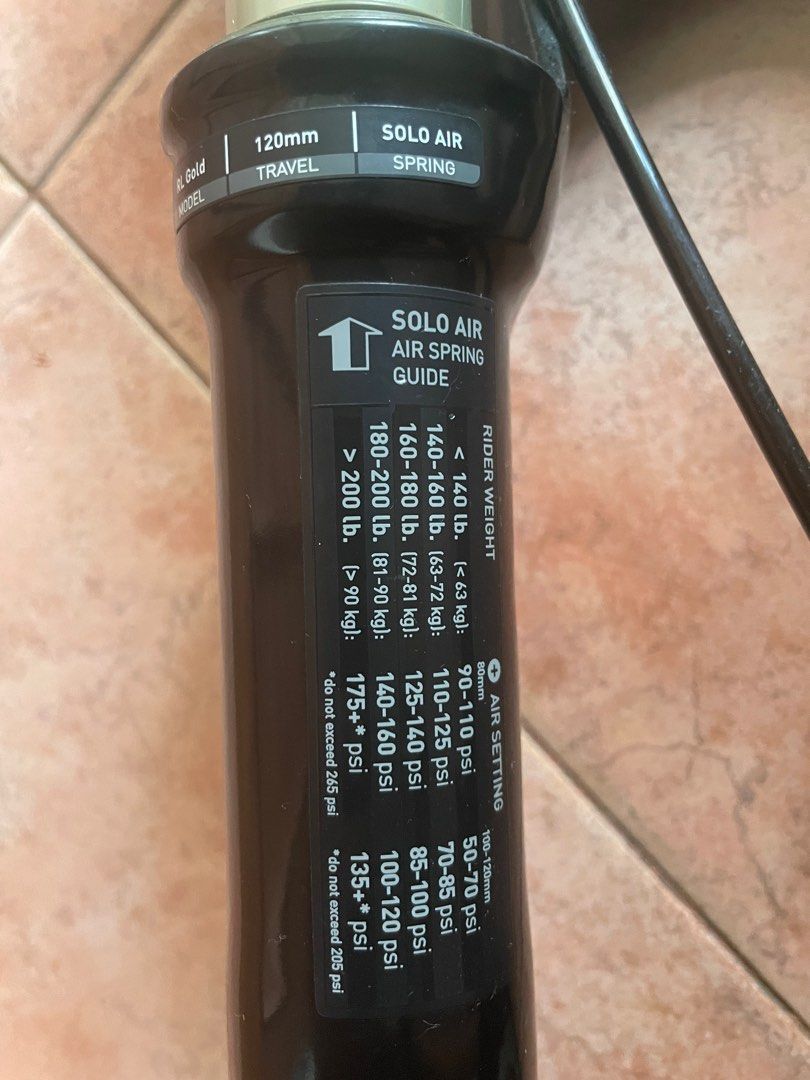 RL Gold | 120mm | SOLO AIR
MODEL TRAVEL SPRING
SOLO AIR
AIR SPRING
GUIDE
RIDER WEIGHT + AIR SETTING
80mm 100-120mm
< 140 lb. (< 63 kg): 90-110 psi 50-70 psi
140-160 lb. (63-72 kg): 110-125 psi 70-85 psi
160-180 lb. (72-81 kg): 125-140 psi 85-100 psi
180-200 lb. (81-90 kg): 140-160 psi 100-120 psi
> 200 lb. (> 90 kg): 175+* psi 135+* psi
*do not exceed 265 psi *do not exceed 205 psi